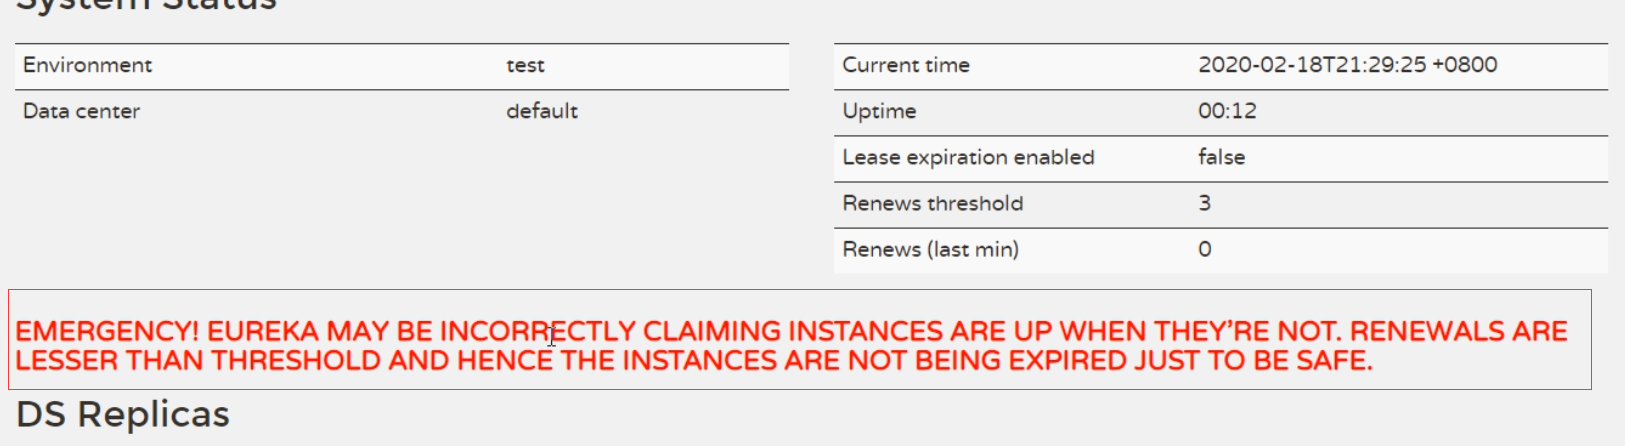 System Status
Environment test
Data center default
Current time 2020-02-18T21:29:25 +0800
Uptime 00:12
Lease expiration enabled false
Renews threshold 3
Renews (last min) 0
EMERGENCY! EUREKA MAY BE INCORRECTLY CLAIMING INSTANCES ARE UP WHEN THEY'RE NOT. RENEWALS ARE
LESSER THAN THRESHOLD AND HENCE THE INSTANCES ARE NOT BEING EXPIRED JUST TO BE SAFE.
DS Replicas